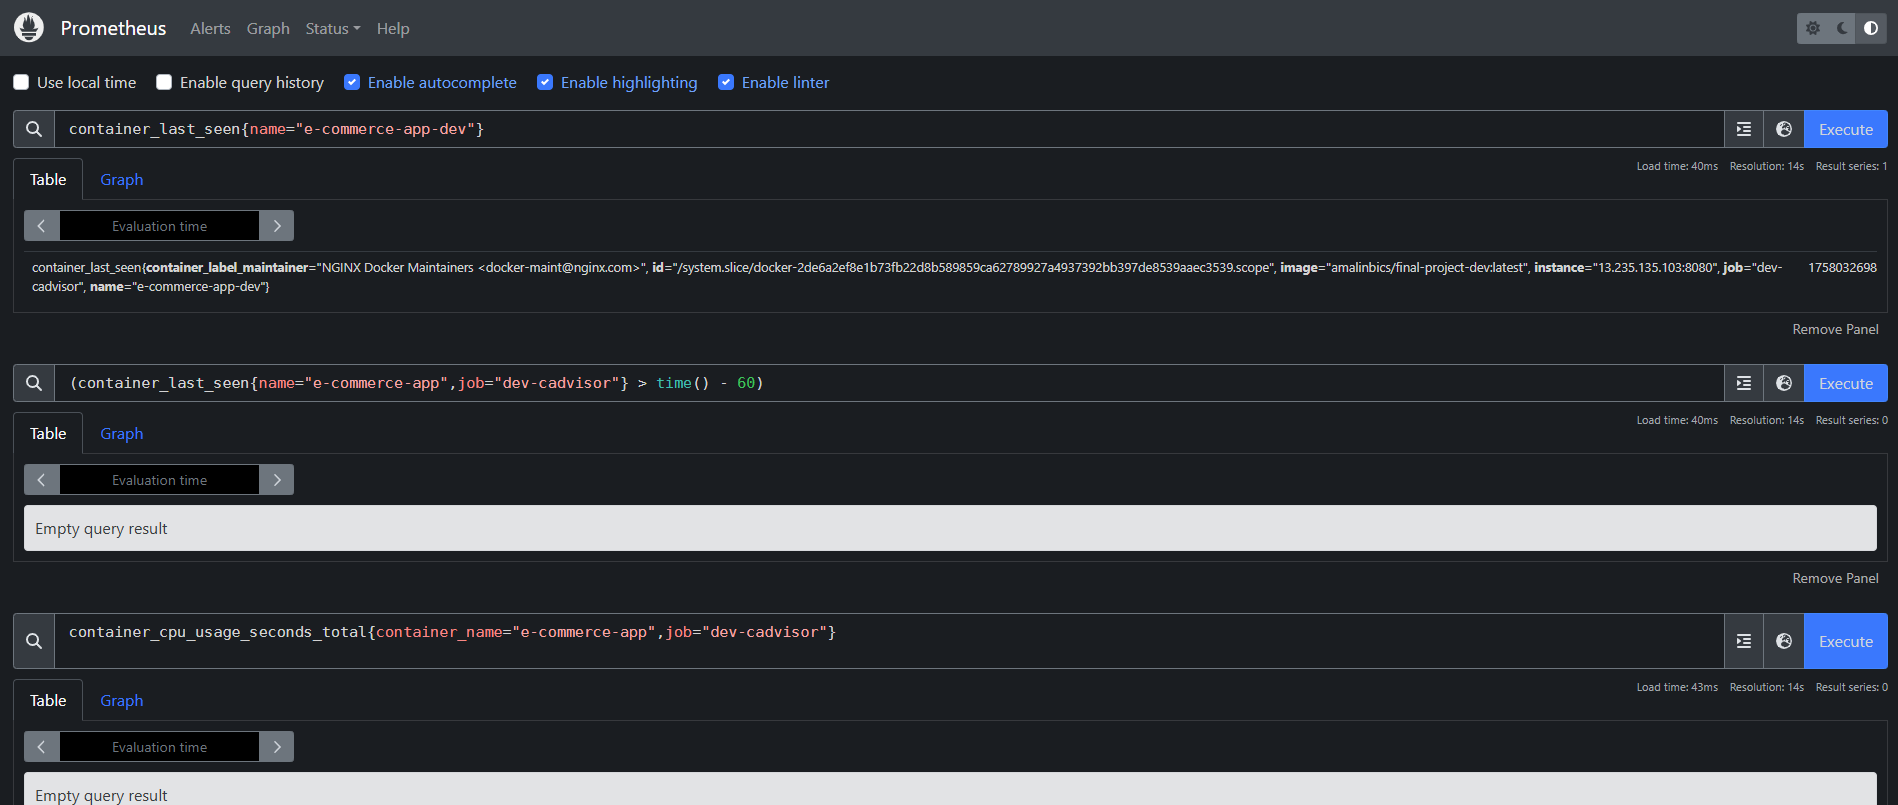 Prometheus Alerts Graph Status Help
Use local time Enable query history Enable autocomplete Enable highlighting Enable linter
container_last_seen{name="e-commerce-app-dev"} Execute
Load time: 40ms Resolution: 14s Result series: 1
Table Graph
Evaluation time
container_last_seen{container_label_maintainer="NGINX Docker Maintainers <docker-maint@nginx.com>", id="/system.slice/docker-2de6a2ef8e1b73fb22d8b589859ca62789927a4937392bb397de8539aaec3539.scope", image="amalinbics/final-project-dev:latest", instance="13.235.135.103:8080", job="dev- 1758032698
cadvisor", name="e-commerce-app-dev"}
Remove Panel
(container_last_seen{name="e-commerce-app",job="dev-cadvisor"} > time() - 60) Execute
Load time: 40ms Resolution: 14s Result series: 0
Table Graph
Evaluation time
Empty query result
Remove Panel
container_cpu_usage_seconds_total{container_name="e-commerce-app",job="dev-cadvisor"} Execute
Load time: 43ms Resolution: 14s Result series: 0
Table Graph
Evaluation time
Empty query result